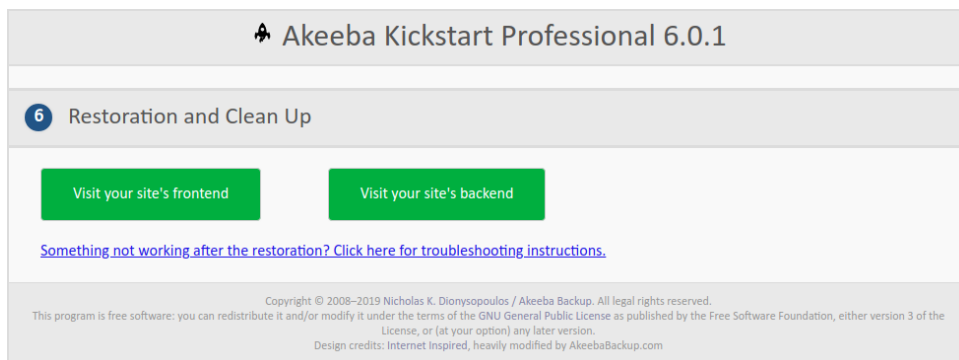 Akeeba Kickstart Professional 6.0.1
6 Restoration and Clean Up
Visit your site's frontend Visit your site's backend
Something not working after the restoration? Click here for troubleshooting instructions.
Copyright © 2008–2019 Nicholas K. Dionysopoulos / Akeeba Backup. All legal rights reserved.
This program is free software: you can redistribute it and/or modify it under the terms of the GNU General Public License as published by the Free Software Foundation, either version 3 of the
License, or (at your option) any later version.
Design credits: Internet Inspired, heavily modified by AkeebaBackup.com